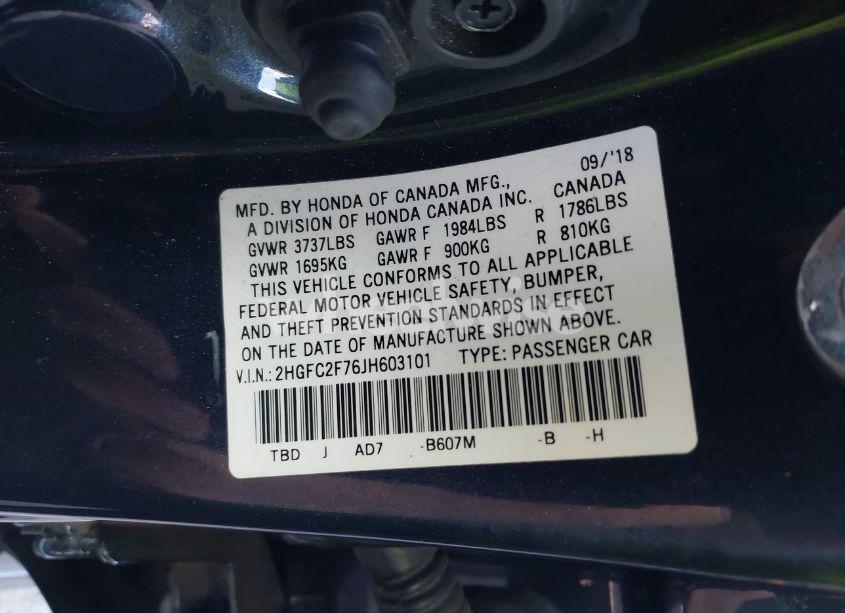 09/'18
MFD. BY HONDA OF CANADA MFG., CANADA
A DIVISION OF HONDA CANADA INC.
GVWR 3737LBS GAWR F 1984LBS R 1786LBS
GVWR 1695KG GAWR F 900KG R 810KG
THIS VEHICLE CONFORMS TO ALL APPLICABLE
FEDERAL MOTOR VEHICLE SAFETY, BUMPER,
AND THEFT PREVENTION STANDARDS IN EFFECT
ON THE DATE OF MANUFACTURE SHOWN ABOVE.
V.I.N.: 2HGFC2F76JH603101 TYPE: PASSENGER CAR
TBD J AD7 -B607M -B -H